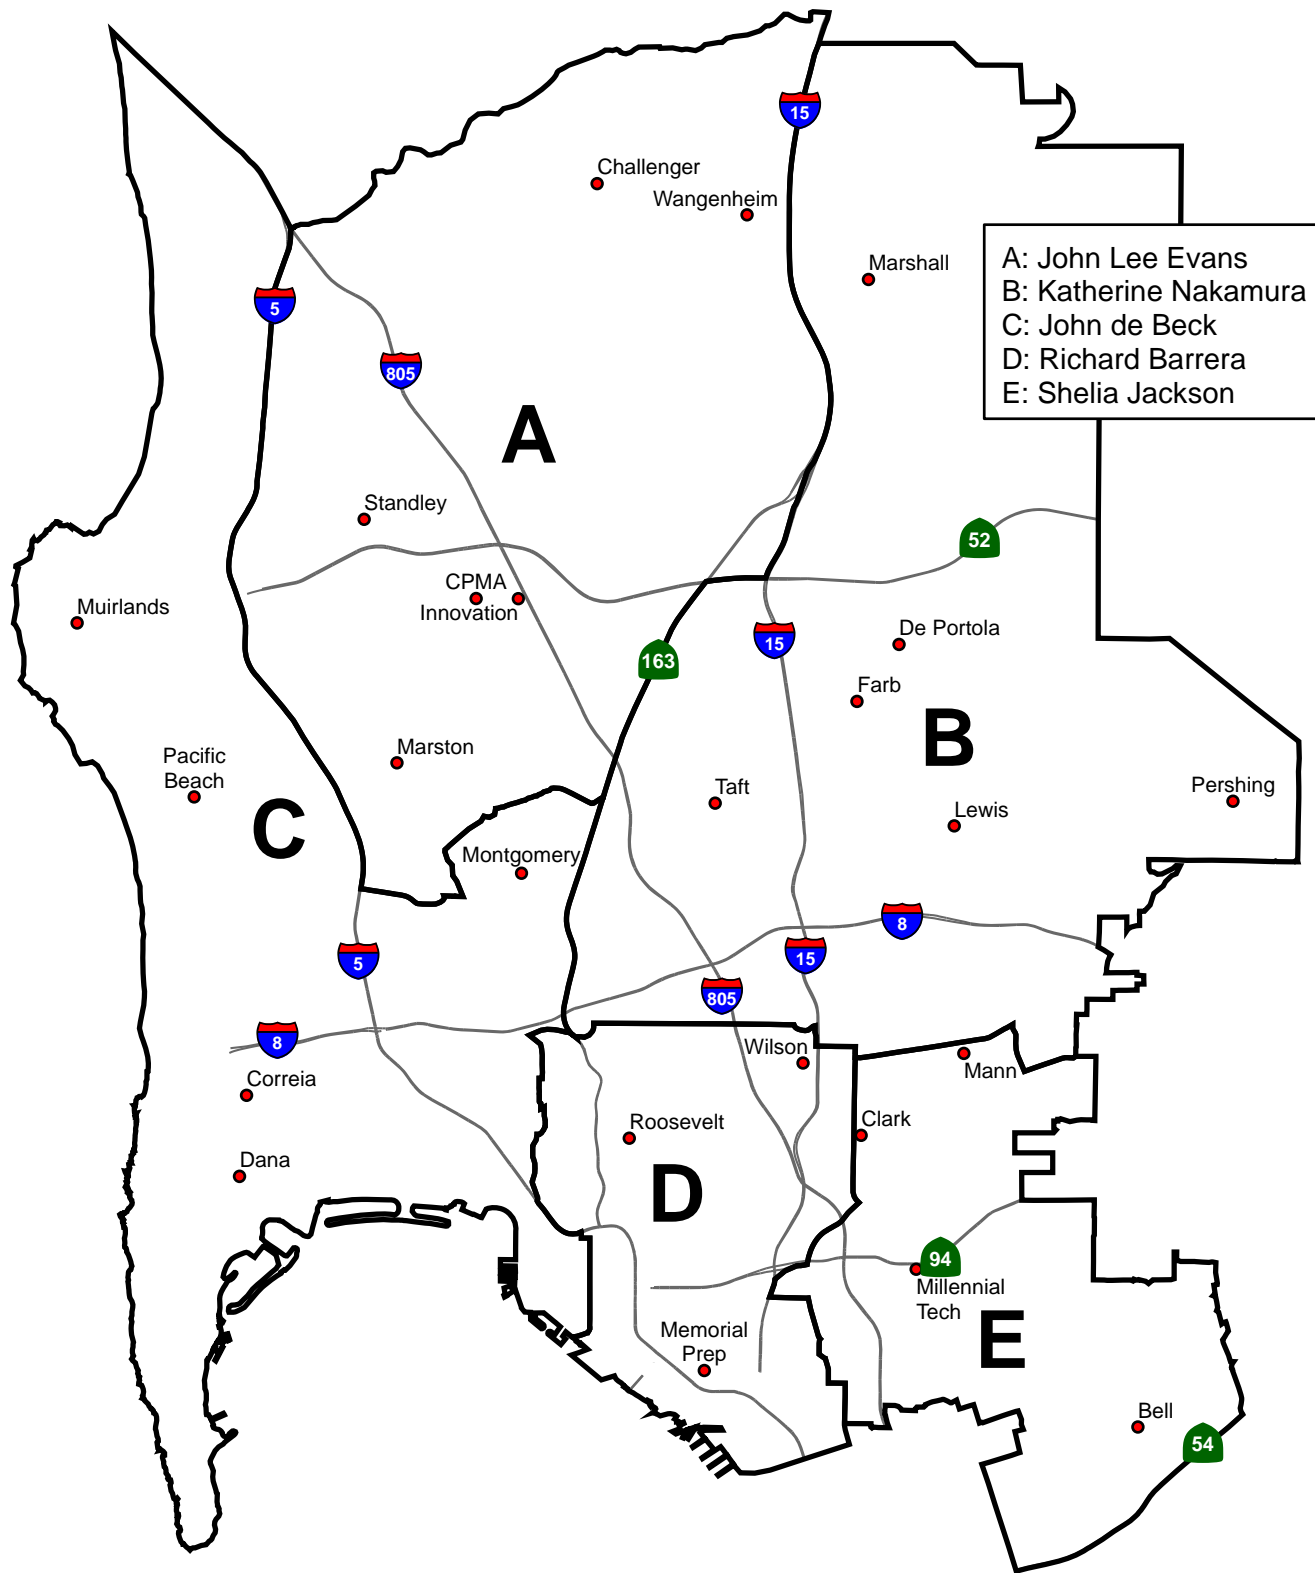 15
Challenger
Wangenheim
Marshall
A: John Lee Evans
B: Katherine Nakamura
C: John de Beck
D: Richard Barrera
E: Shelia Jackson
5
805
A
Standley
52
CPMA
Innovation
Muirlands
163
15
De Portola
Farb
B
Marston
Pacific
Beach
C
Taft
Pershing
Lewis
Montgomery
8
5
15
805
8
Wilson
Mann
Correia
Clark
Roosevelt
Dana
D
94
Millennial
Tech
E
Memorial
Prep
Bell
54